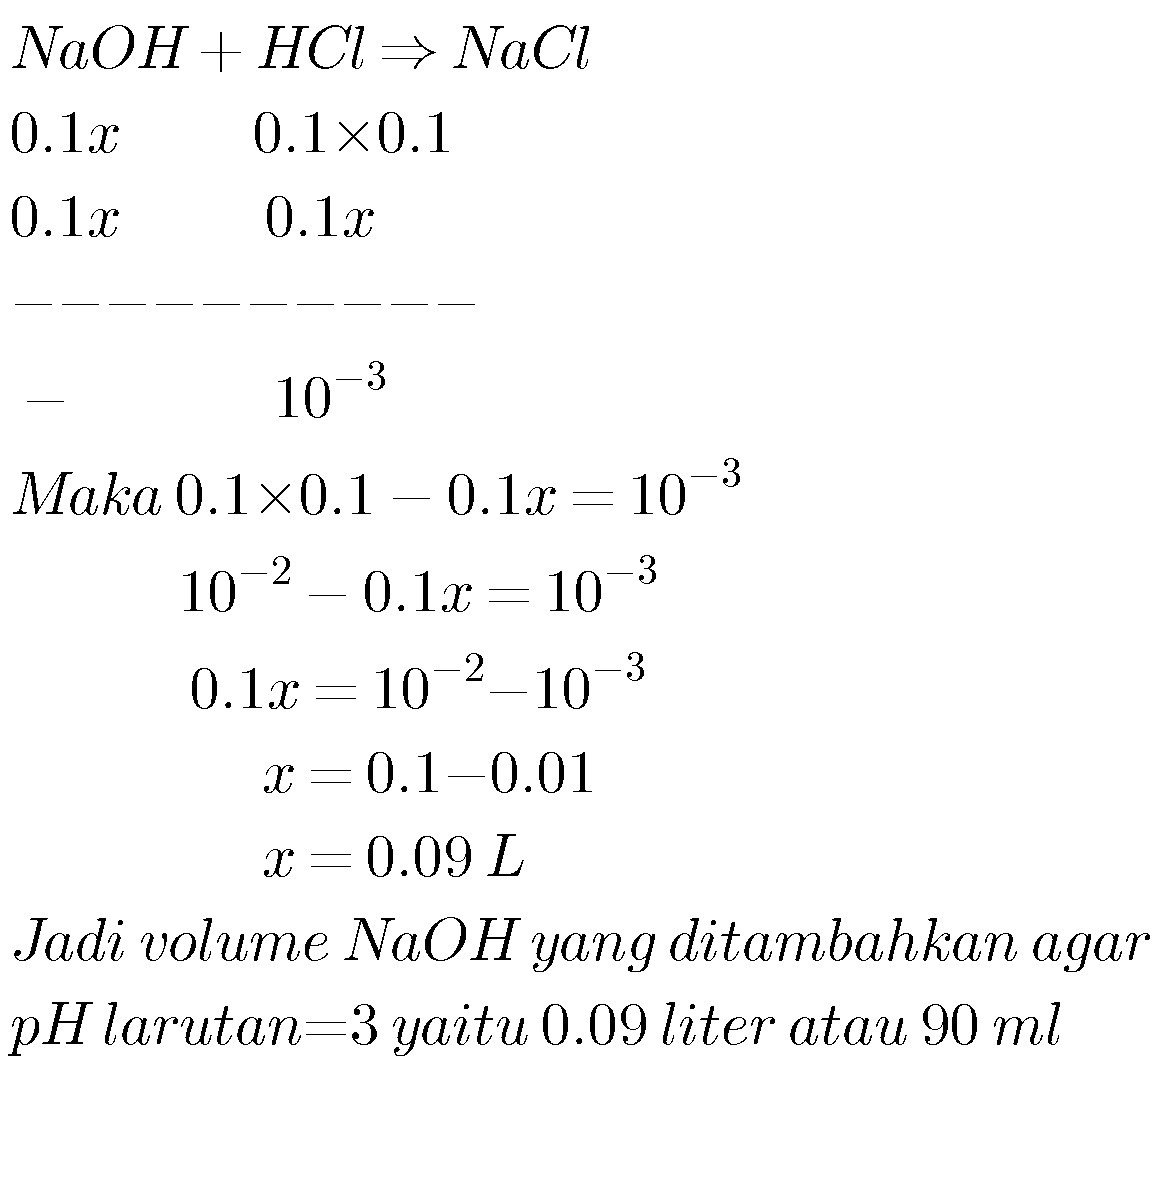 NaOH + HCl ⇒ NaCl
0.1x 0.1×0.1
0.1x 0.1x
−−−−−−−−−−
− 10⁻³
Maka 0.1×0.1 − 0.1x = 10⁻³
10⁻² − 0.1x = 10⁻³
0.1x = 10⁻²−10⁻³
x = 0.1−0.01
x = 0.09 L
Jadi volume NaOH yang ditambahkan agar
pH larutan=3 yaitu 0.09 liter atau 90 ml